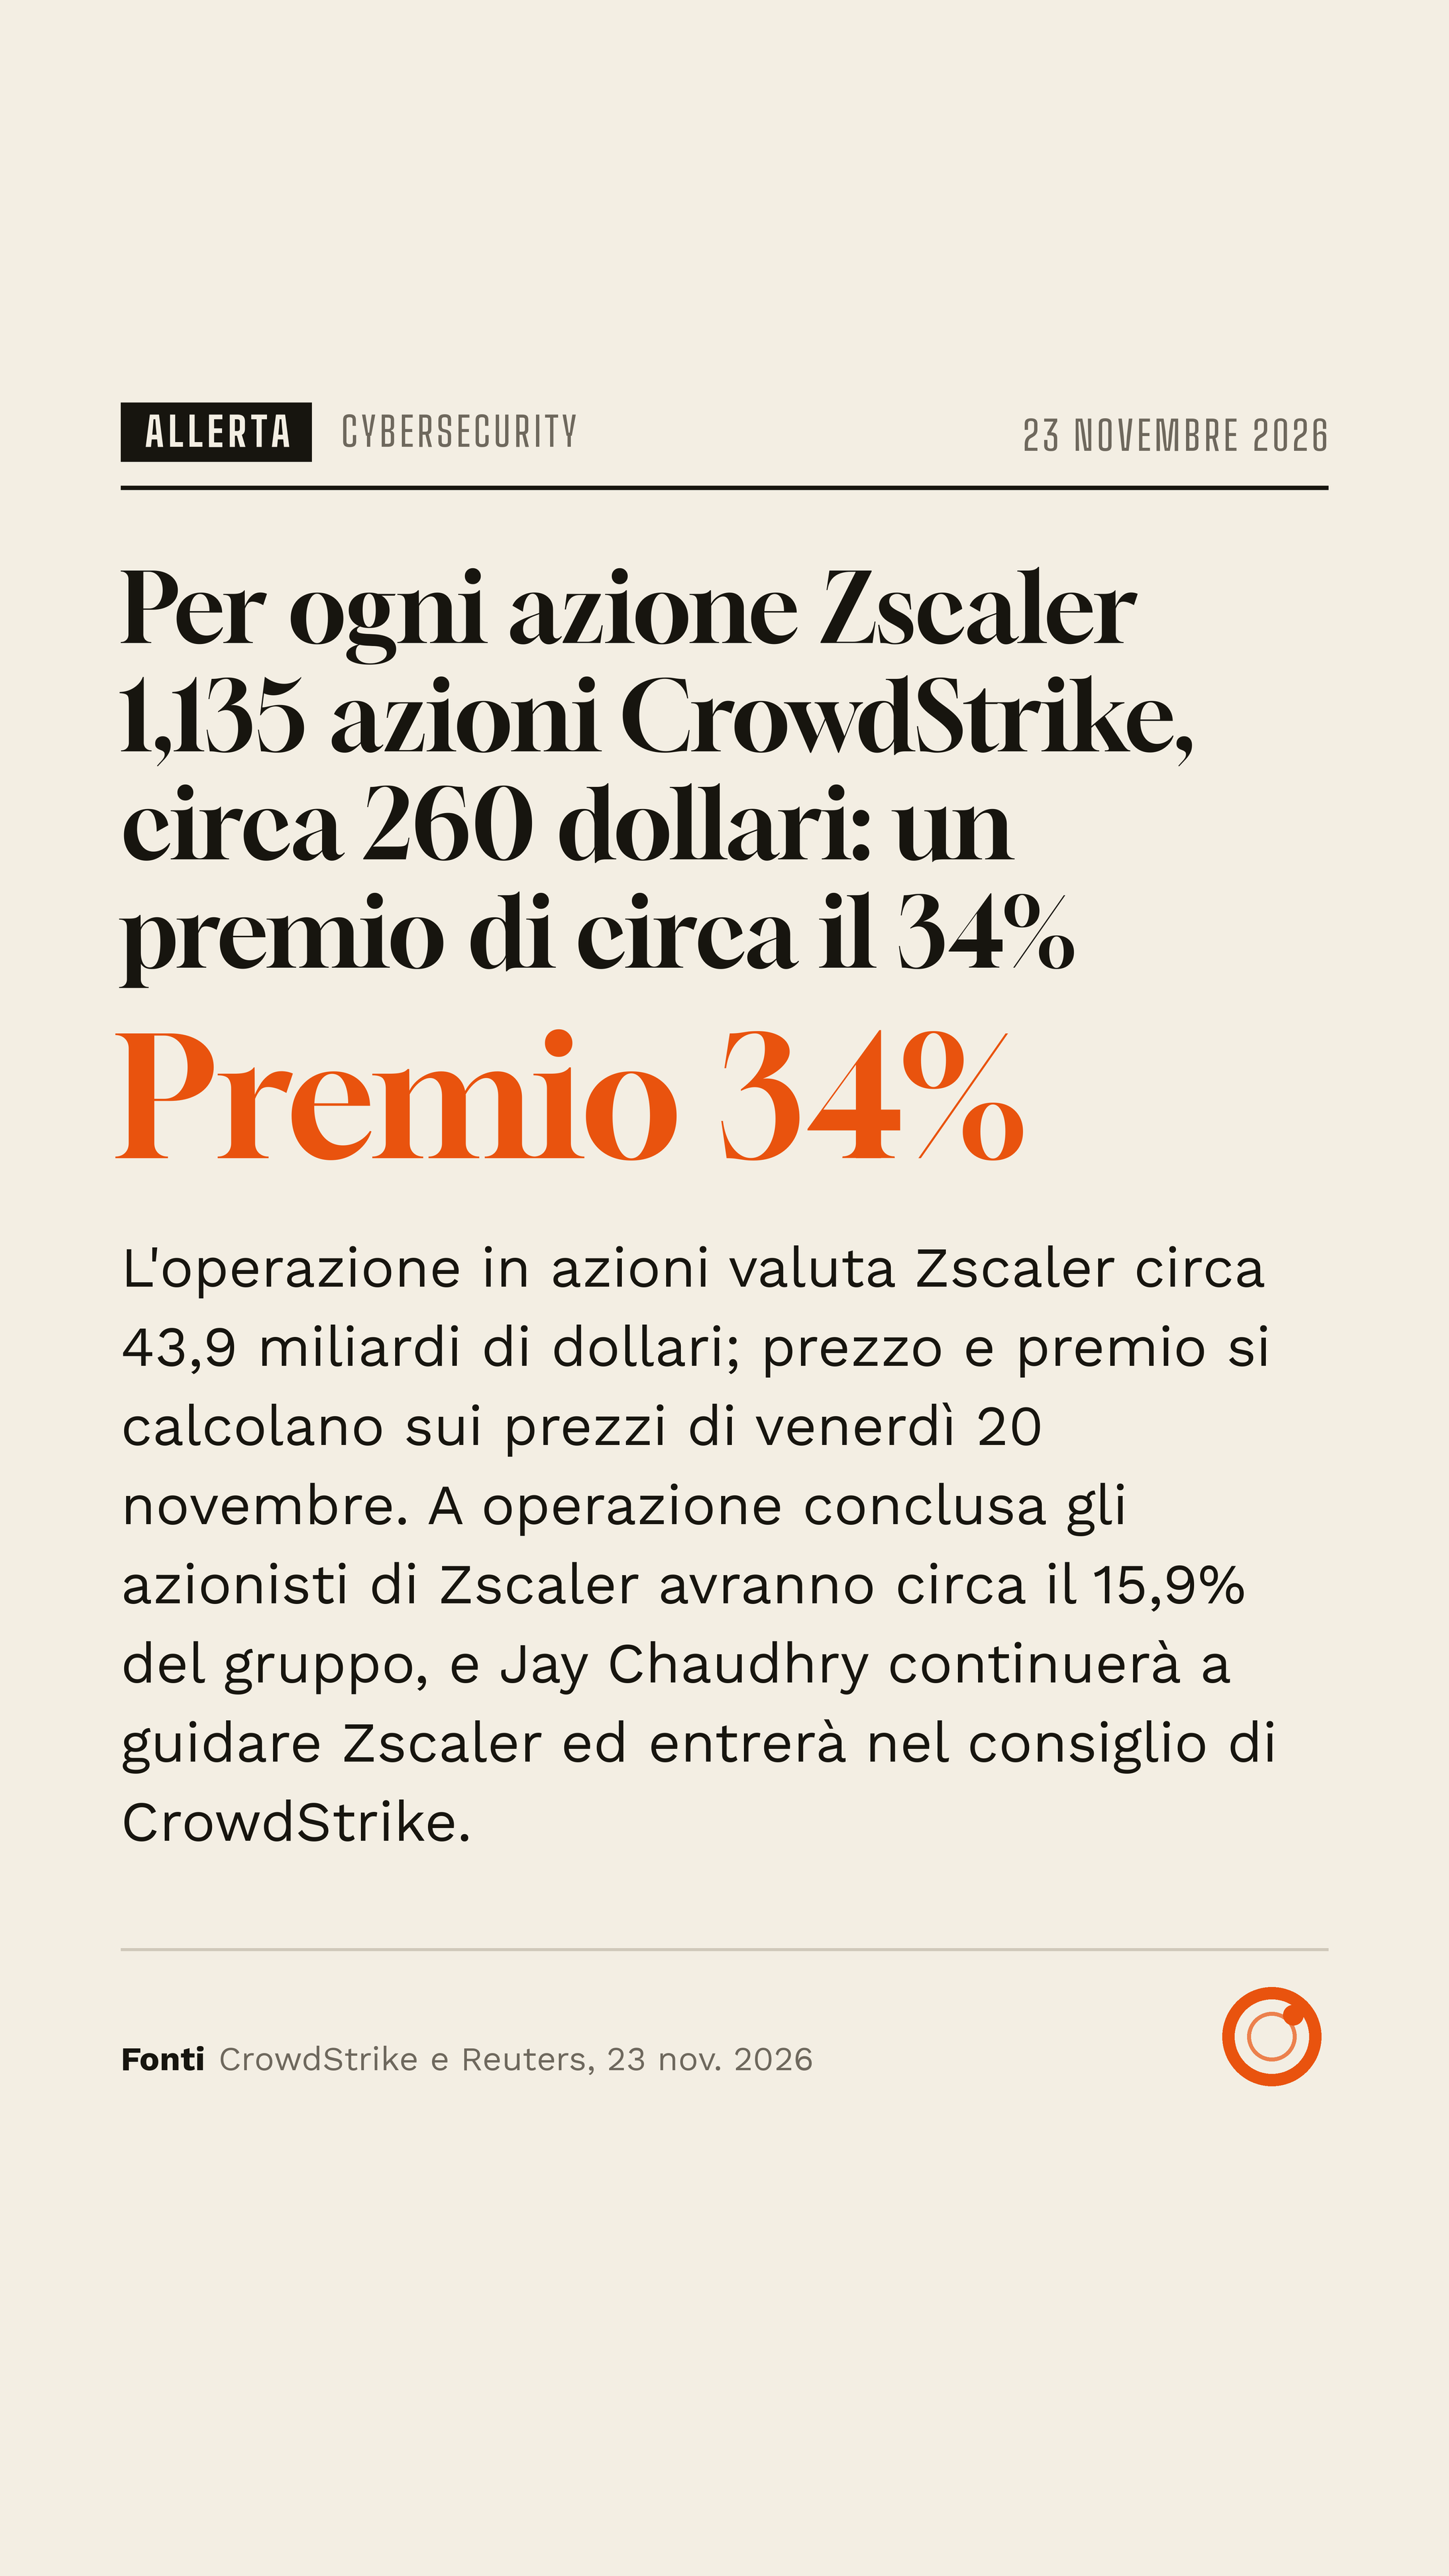 ALLERTA CYBERSECURITY 23 NOVEMBRE 2026
Per ogni azione Zscaler
1,135 azioni CrowdStrike,
circa 260 dollari: un
premio di circa il 34%
Premio 34%
L'operazione in azioni valuta Zscaler circa
43,9 miliardi di dollari; prezzo e premio si
calcolano sui prezzi di venerdì 20
novembre. A operazione conclusa gli
azionisti di Zscaler avranno circa il 15,9%
del gruppo, e Jay Chaudhry continuerà a
guidare Zscaler ed entrerà nel consiglio di
CrowdStrike.
Fonti CrowdStrike e Reuters, 23 nov. 2026